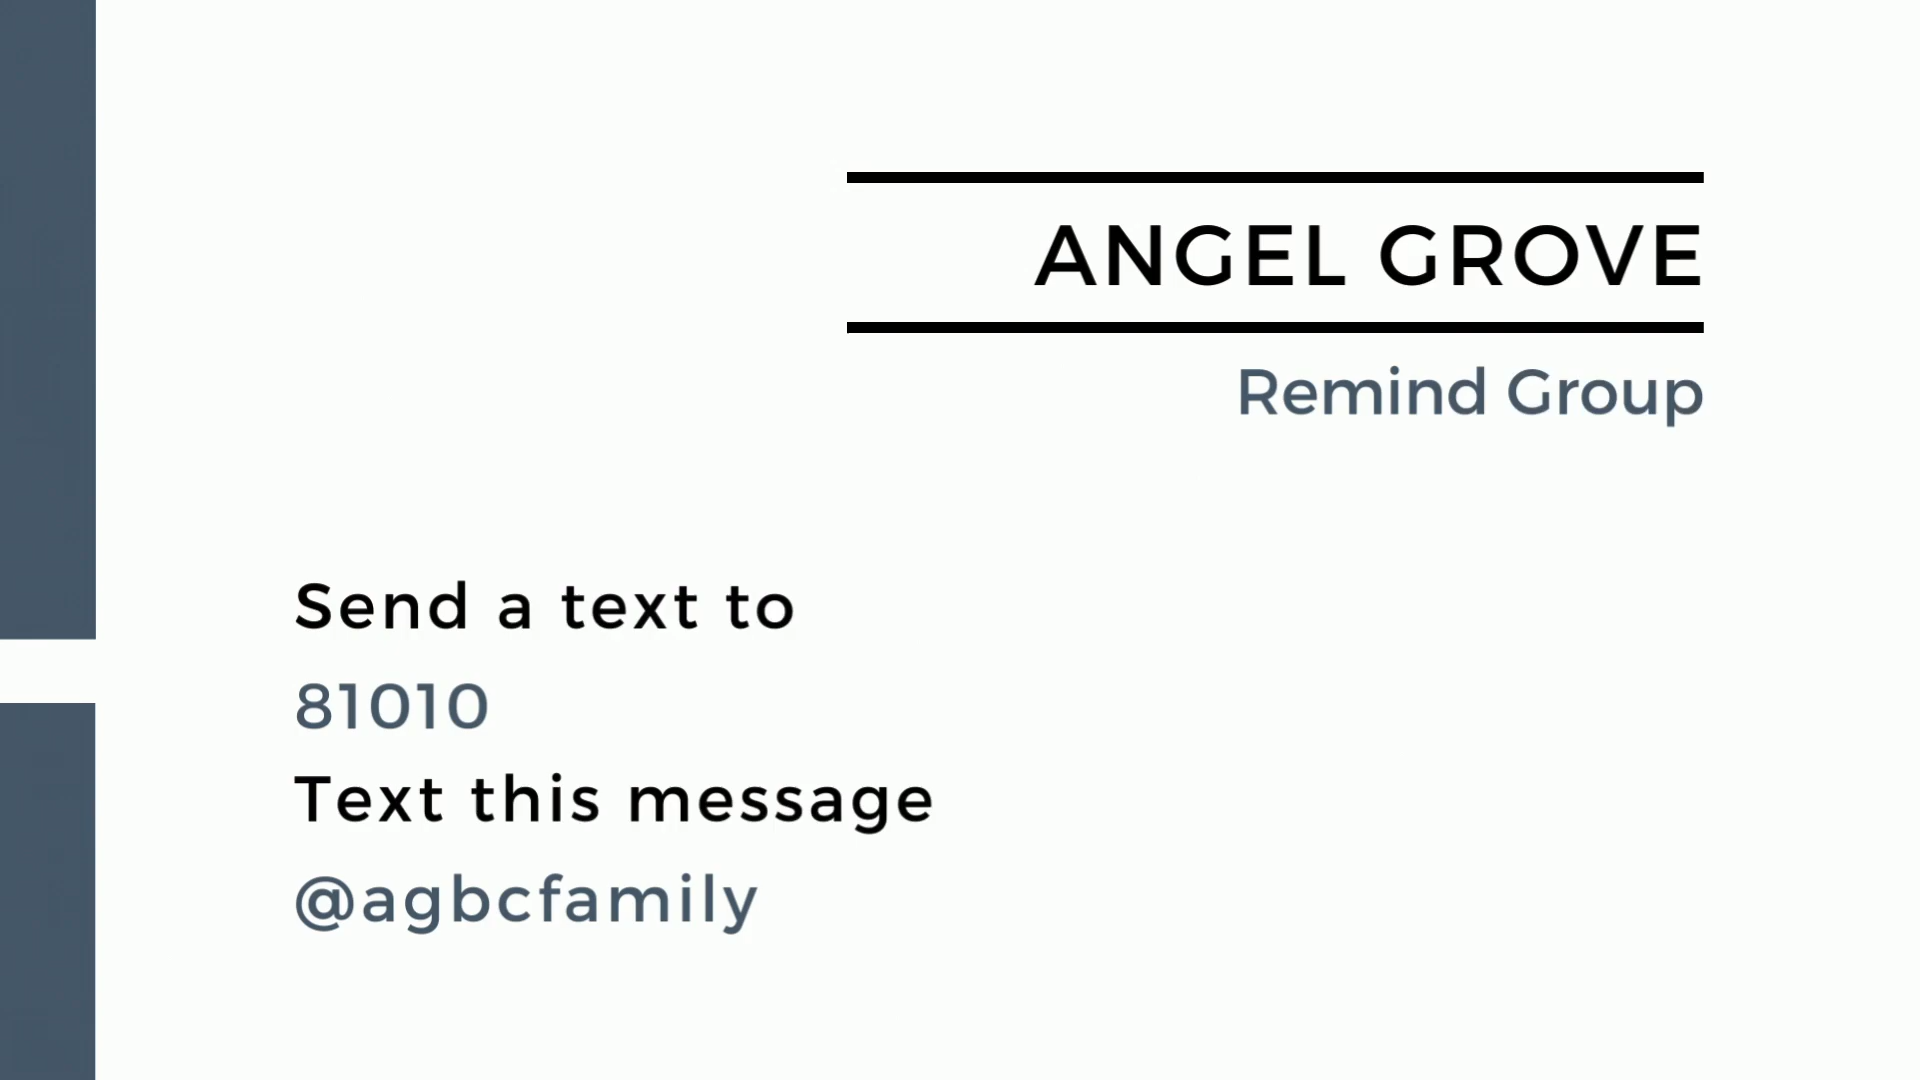 ANGEL GROVE
Remind Group
Send a text to
81010
Text this message
@agbcfamily